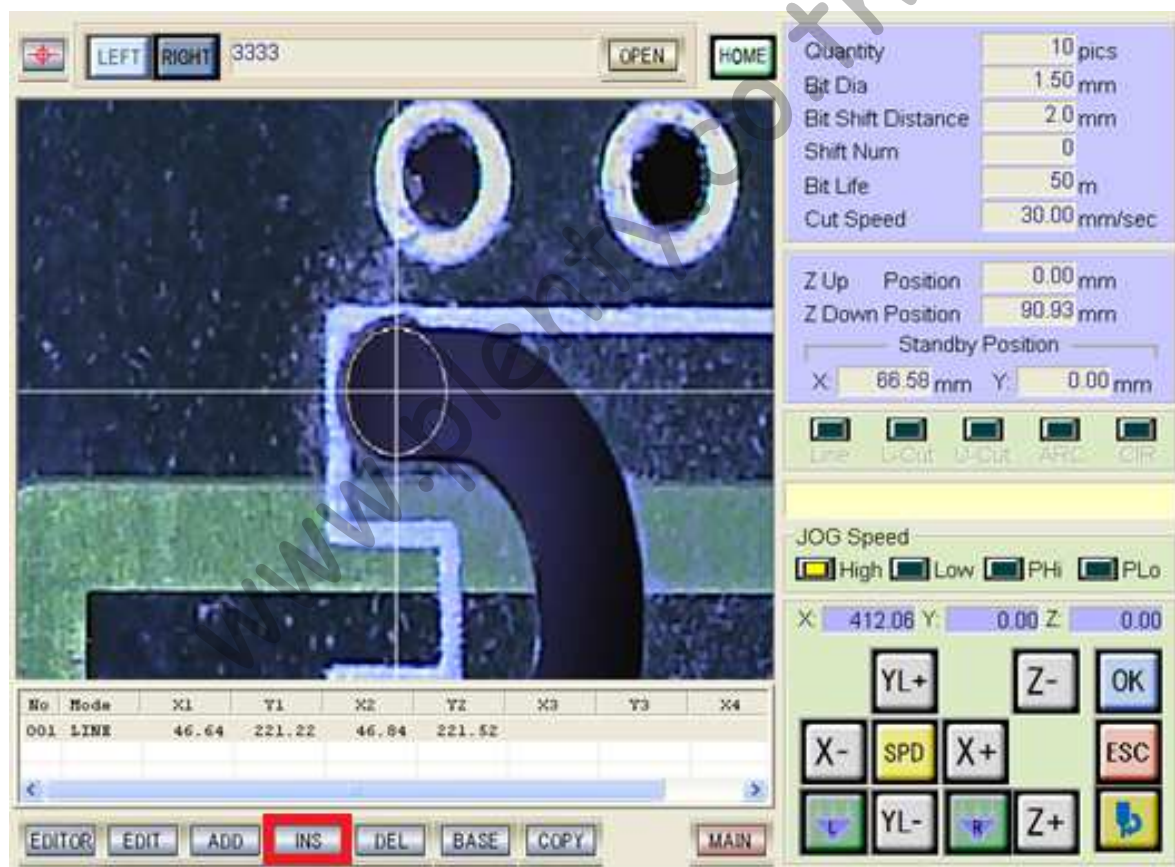 LEFT RIGHT 3333 OPEN HOME
Quantity 10 pics
Bit Dia 1.50 mm
Bit Shift Distance 2.0 mm
Shift Num 0
Bit Life 50 m
Cut Speed 30.00 mm/sec
Z Up Position 0.00 mm
Z Down Position 90.93 mm
Standby Position
X: 66.58 mm Y: 0.00 mm
Line L-Cut U-Cut ARC CIR
JOG Speed
High Low PHi PLo
X: 412.06 Y: 0.00 Z: 0.00
YL+ Z- OK
X- SPD X+ ESC
L YL- R Z+
No Mode X1 Y1 X2 Y2 X3 Y3 X4
001 LINE 46.64 221.22 46.84 221.52
EDITOR EDIT ADD INS DEL BASE COPY MAIN